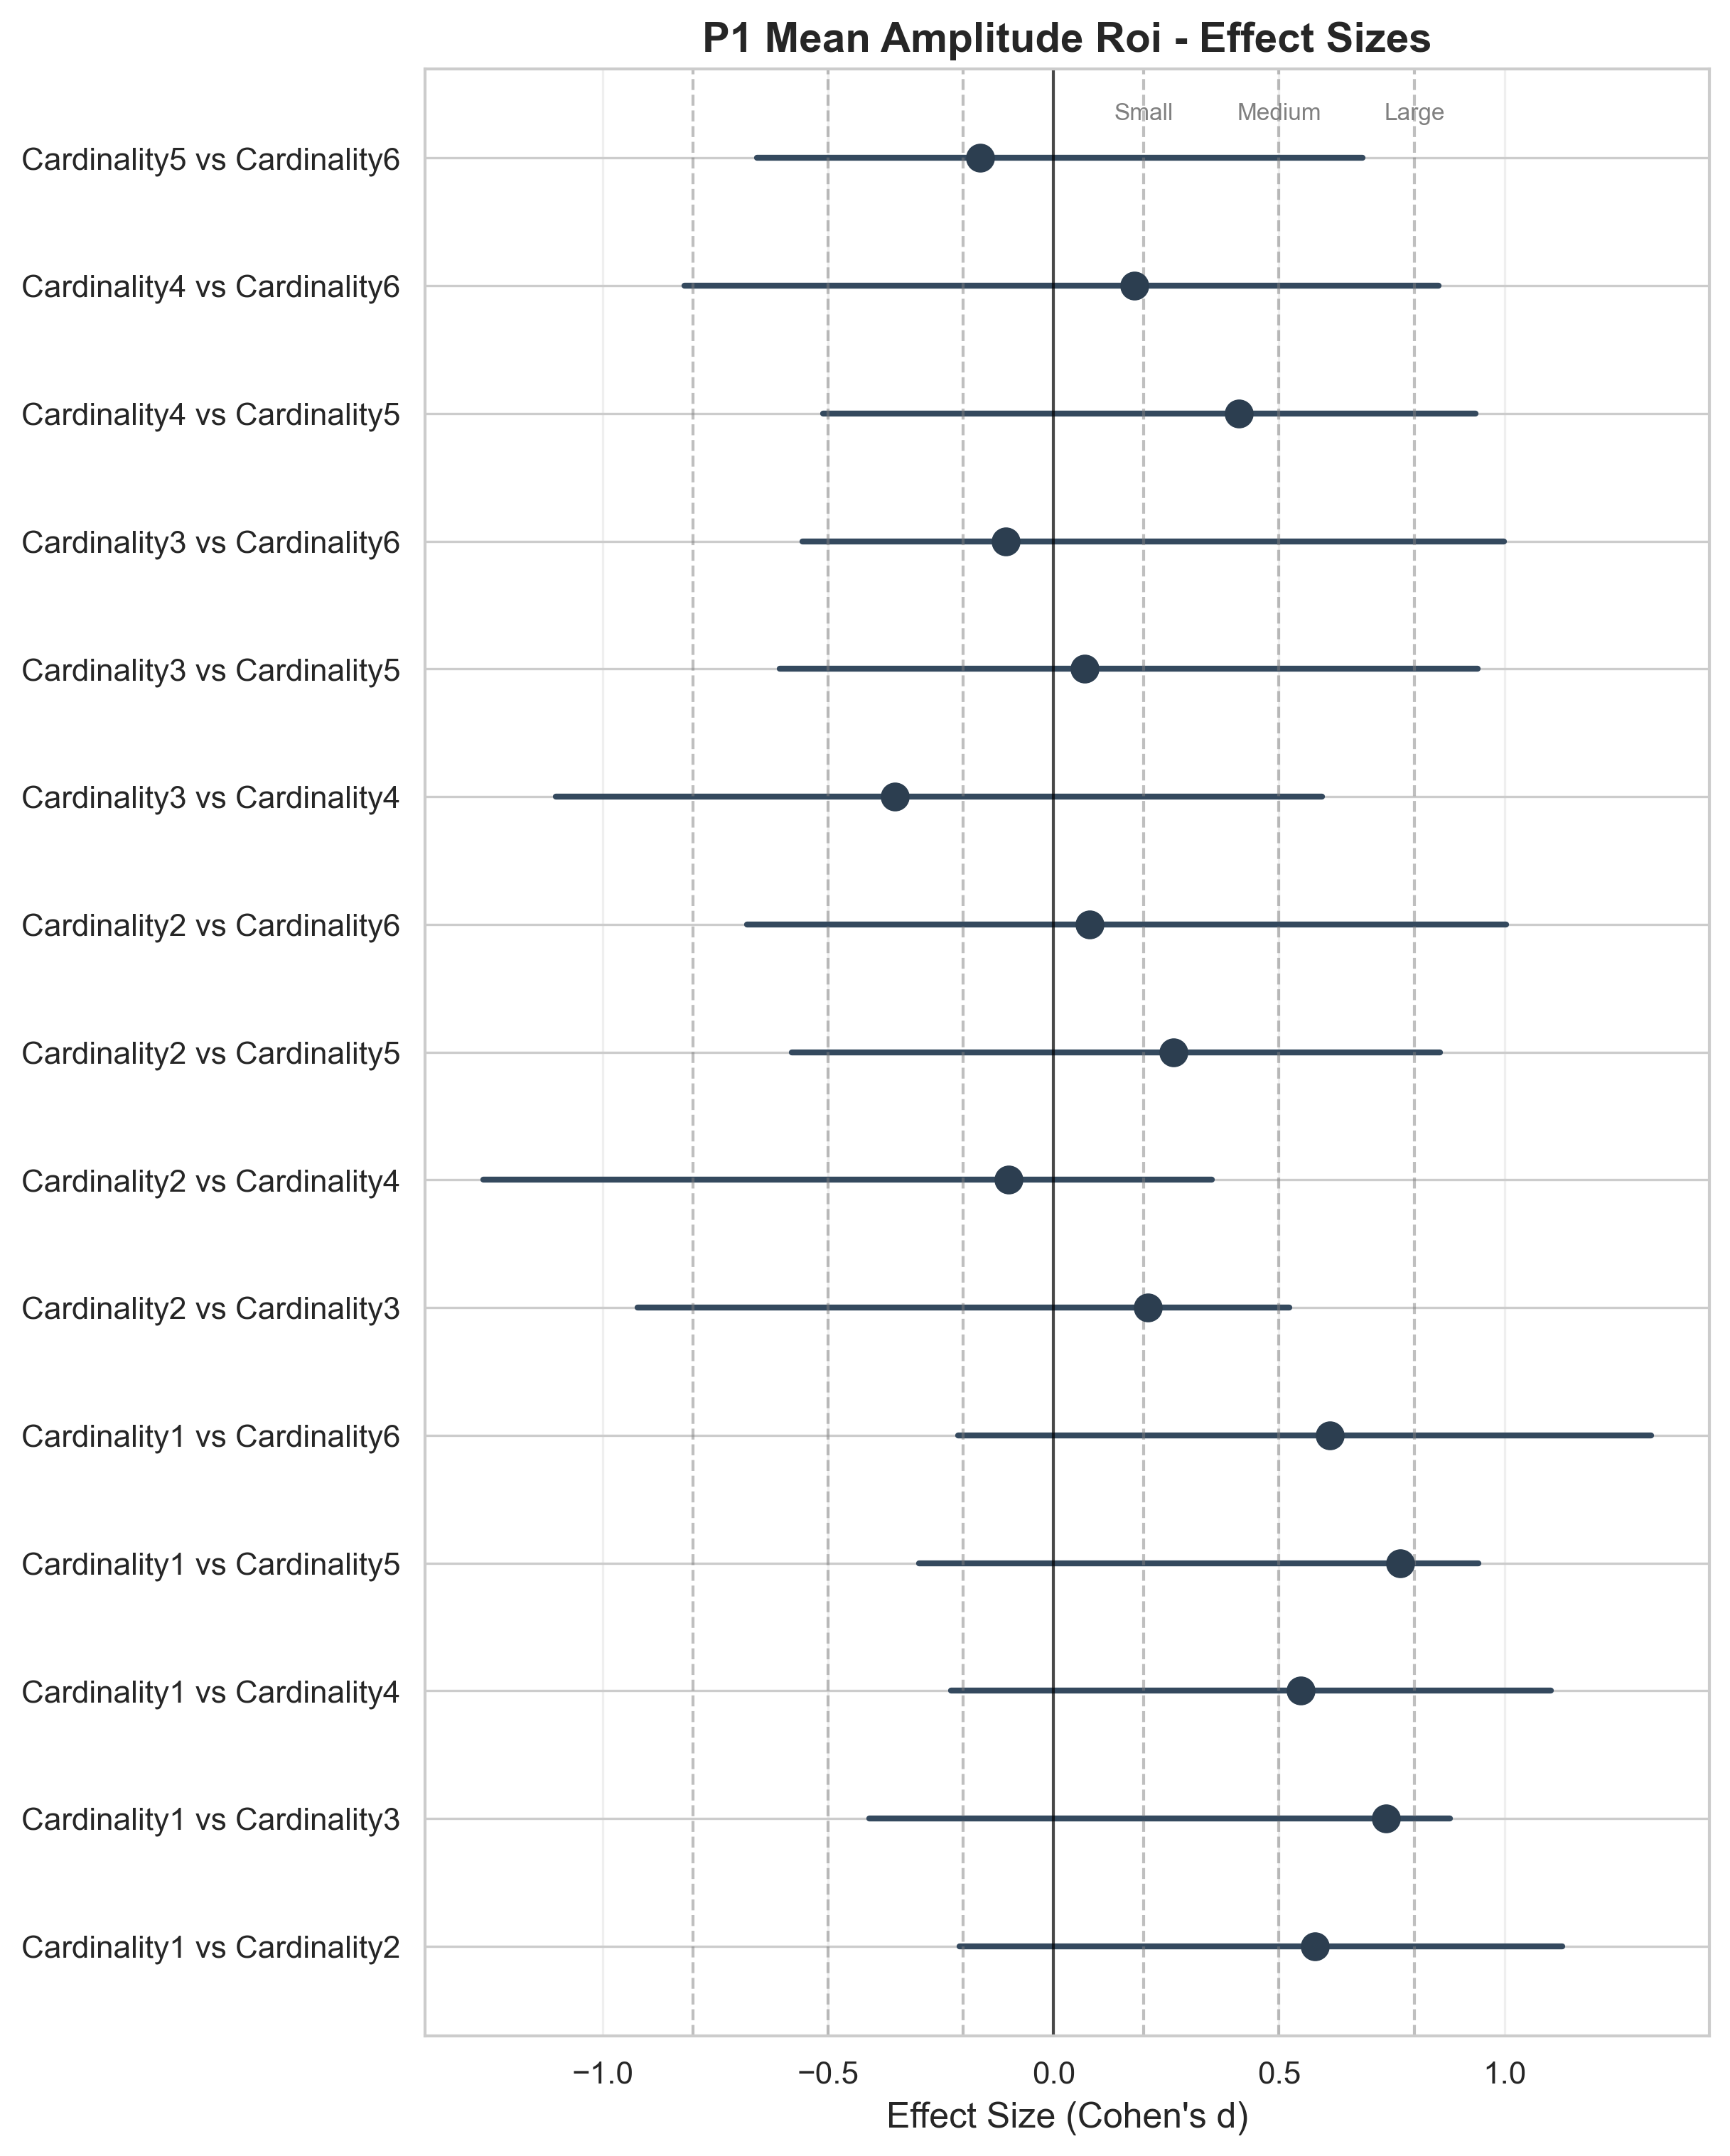 P1 Mean Amplitude Roi - Effect Sizes
Small Medium Large
Cardinality5 vs Cardinality6
Cardinality4 vs Cardinality6
Cardinality4 vs Cardinality5
Cardinality3 vs Cardinality6
Cardinality3 vs Cardinality5
Cardinality3 vs Cardinality4
Cardinality2 vs Cardinality6
Cardinality2 vs Cardinality5
Cardinality2 vs Cardinality4
Cardinality2 vs Cardinality3
Cardinality1 vs Cardinality6
Cardinality1 vs Cardinality5
Cardinality1 vs Cardinality4
Cardinality1 vs Cardinality3
Cardinality1 vs Cardinality2
−1.0 −0.5 0.0 0.5 1.0
Effect Size (Cohen's d)